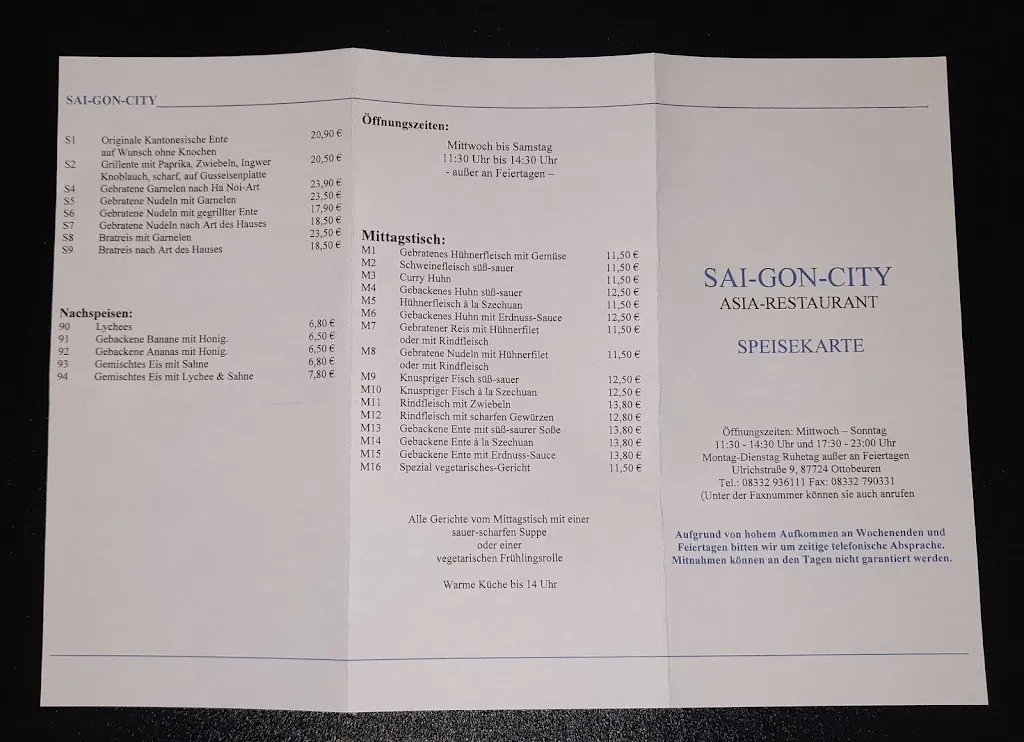 SAI-GON-CITY
S1 Originale Kantonesische Ente 20,90 €
auf Wunsch ohne Knochen
S2 Grillente mit Paprika, Zwiebeln, Ingwer 20,50 €
Knoblauch, scharf, auf Gusseisenplatte
S4 Gebratene Garnelen nach Ha Noi-Art 23,90 €
S5 Gebratene Nudeln mit Garnelen 23,50 €
S6 Gebratene Nudeln mit gegrillter Ente 17,90 €
S7 Gebratene Nudeln nach Art des Hauses 18,50 €
S8 Bratreis mit Garnelen 23,50 €
S9 Bratreis nach Art des Hauses 18,50 €
Nachspeisen:
90 Lychees 6,80 €
91 Gebackene Banane mit Honig. 6,50 €
92 Gebackene Ananas mit Honig. 6,50 €
93 Gemischtes Eis mit Sahne 6,80 €
94 Gemischtes Eis mit Lychee & Sahne 7,80 €
Öffnungszeiten:
Mittwoch bis Samstag
11:30 Uhr bis 14:30 Uhr
- außer an Feiertagen –
Mittagstisch:
M1 Gebratenes Hühnerfleisch mit Gemüse 11,50 €
M2 Schweinefleisch süß-sauer 11,50 €
M3 Curry Huhn 11,50 €
M4 Gebackenes Huhn süß-sauer 12,50 €
M5 Hühnerfleisch à la Szechuan 11,50 €
M6 Gebackenes Huhn mit Erdnuss-Sauce 12,50 €
M7 Gebratener Reis mit Hühnerfilet 11,50 €
oder mit Rindfleisch
M8 Gebratene Nudeln mit Hühnerfilet 11,50 €
oder mit Rindfleisch
M9 Knuspriger Fisch süß-sauer 12,50 €
M10 Knuspriger Fisch à la Szechuan 12,50 €
M11 Rindfleisch mit Zwiebeln 13,80 €
M12 Rindfleisch mit scharfen Gewürzen 12,80 €
M13 Gebackene Ente mit süß-saurer Soße 13,80 €
M14 Gebackene Ente à la Szechuan 13,80 €
M15 Gebackene Ente mit Erdnuss-Sauce 13,80 €
M16 Spezial vegetarisches-Gericht 11,50 €
Alle Gerichte vom Mittagstisch mit einer
sauer-scharfen Suppe
oder einer
vegetarischen Frühlingsrolle
Warme Küche bis 14 Uhr
SAI-GON-CITY
ASIA-RESTAURANT
SPEISEKARTE
Öffnungszeiten: Mittwoch – Sonntag
11:30 - 14:30 Uhr und 17:30 - 23:00 Uhr
Montag-Dienstag Ruhetag außer an Feiertagen
Ulrichstraße 9, 87724 Ottobeuren
Tel.: 08332 936111 Fax: 08332 790331
(Unter der Faxnummer können sie auch anrufen
Aufgrund von hohem Aufkommen an Wochenenden und
Feiertagen bitten wir um zeitige telefonische Absprache.
Mitnahmen können an den Tagen nicht garantiert werden.